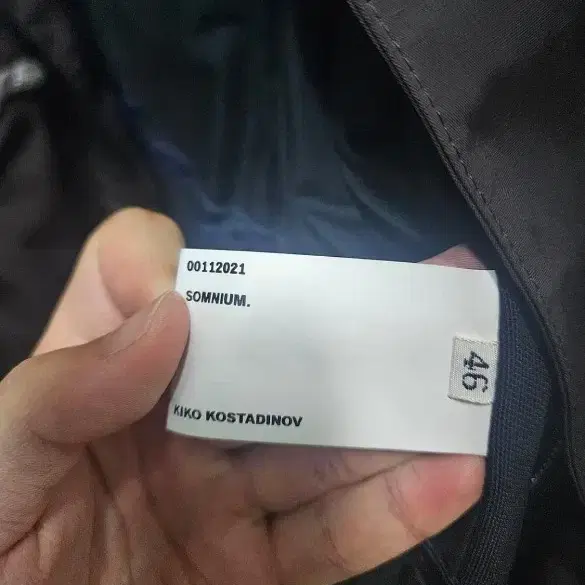 00112021
SOMNIUM.
46
KIKO KOSTADINOV